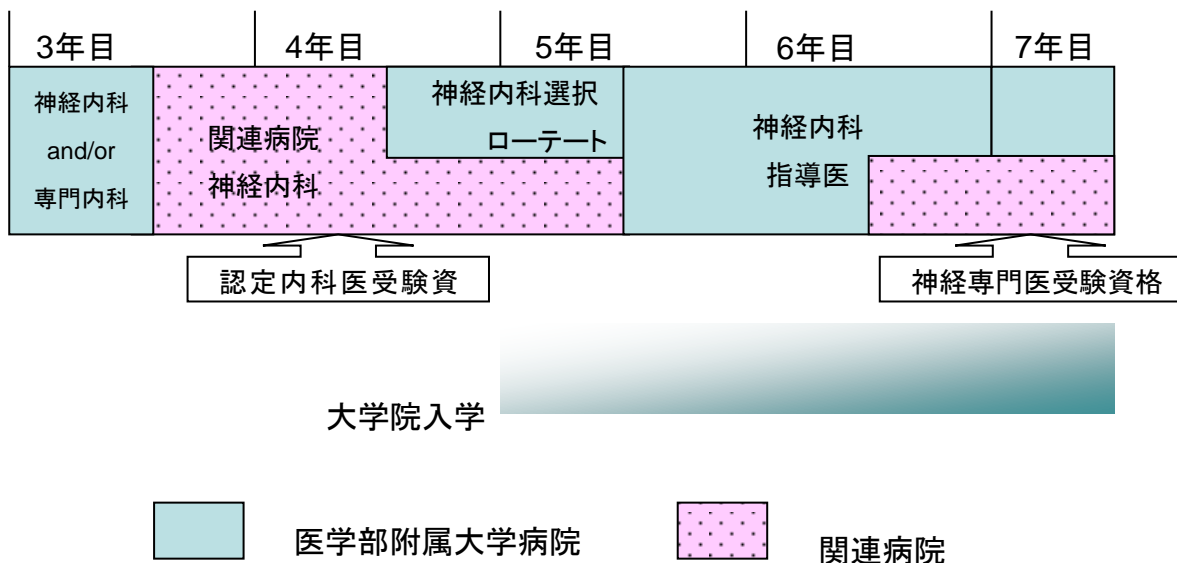 3年目
4年目
5年目
6年目
7年目
神経内科
and/or
専門内科
関連病院
神経内科
神経内科選択
ローテート
神経内科
指導医
認定内科医受験資
神経専門医受験資格
大学院入学
医学部附属大学病院
関連病院